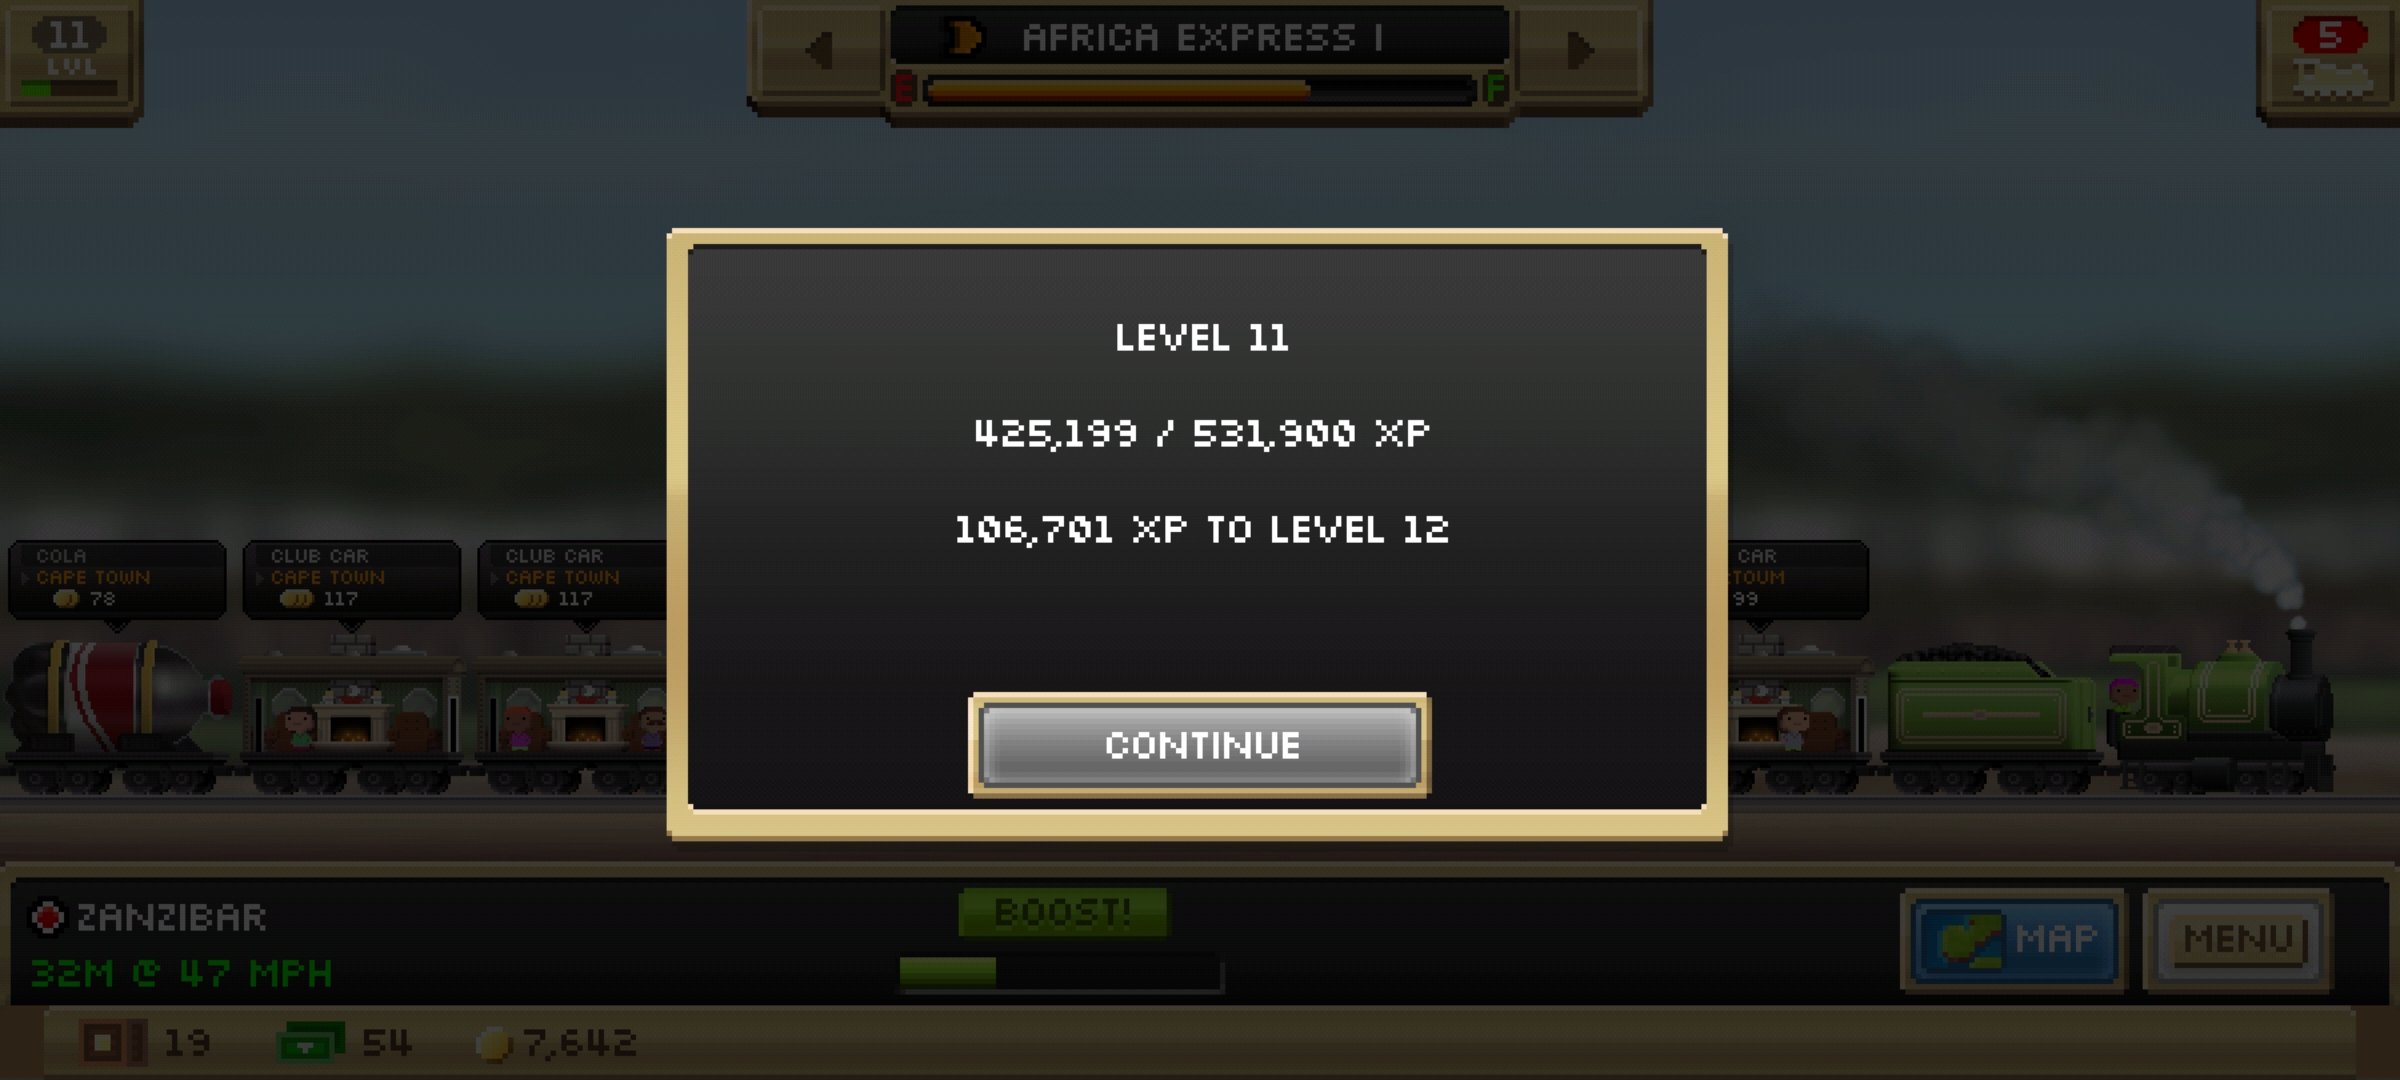 11
LVL
AFRICA EXPRESS I
E
F
5
LEVEL 11
425,199 / 531,900 XP
106,701 XP TO LEVEL 12
CONTINUE
COLA
CAPE TOWN
78
CLUB CAR
CAPE TOWN
117
CLUB CAR
CAPE TOWN
117
CAR
TOUM
99
ZANZIBAR
32M @ 47 MPH
BOOST!
MAP
MENU
19
54
7,642